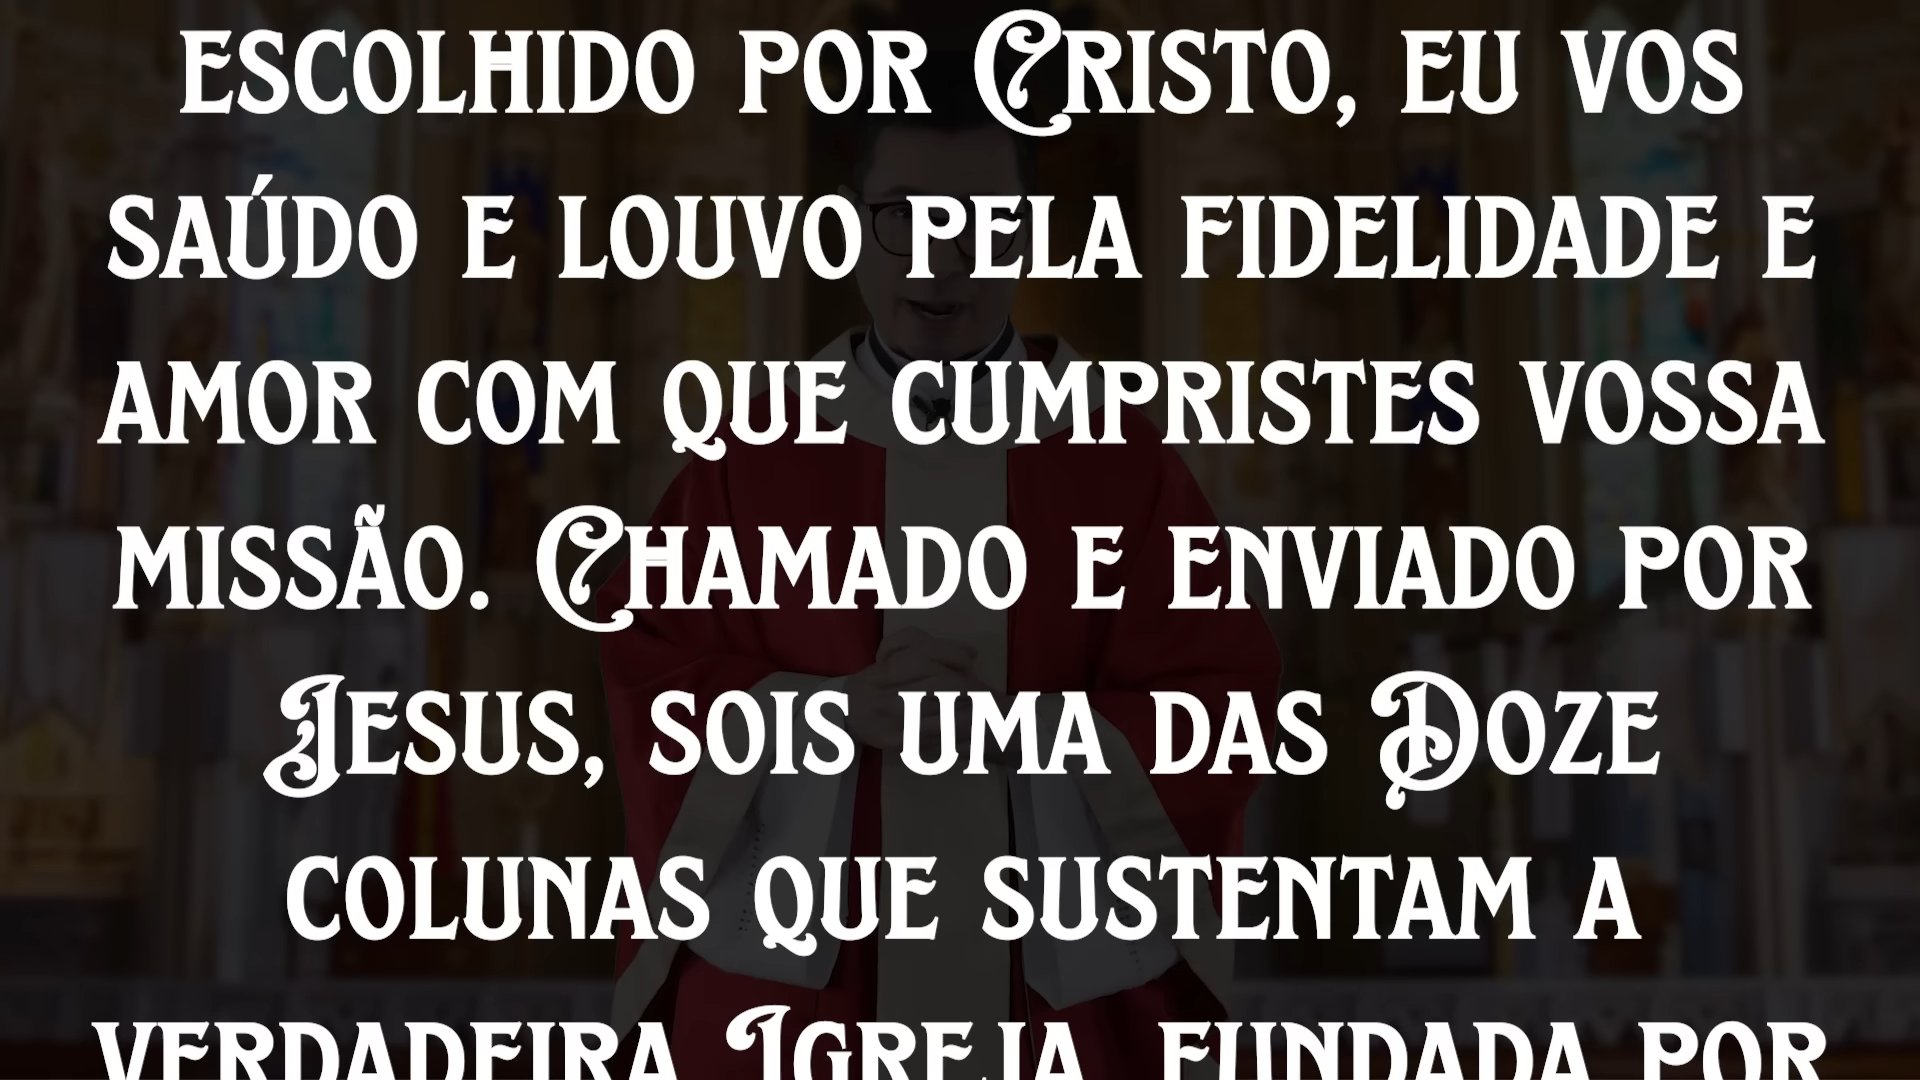 escolhido por Cristo, eu vos
saúdo e louvo pela fidelidade e
amor com que cumpristes vossa
missão. Chamado e enviado por
Jesus, sois uma das Doze
colunas que sustentam a
verdadeira Igreja, fundada por